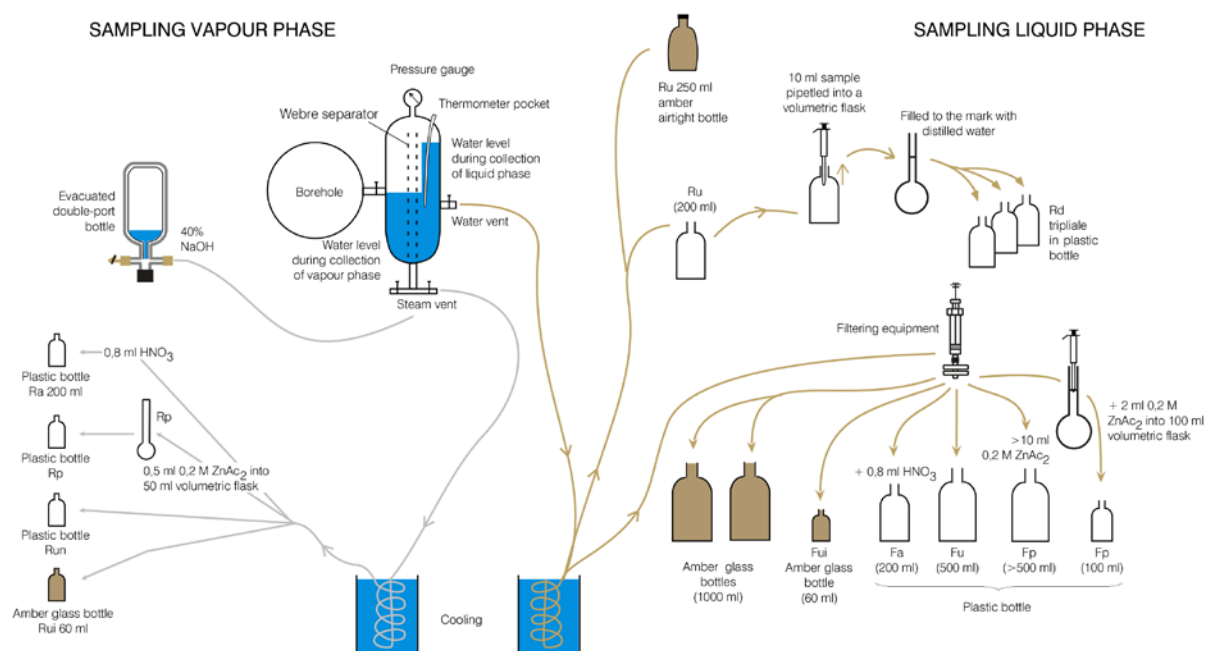 SAMPLING VAPOUR PHASE
SAMPLING LIQUID PHASE
Pressure gauge
Thermometer pocket
Webre separator
Water level
during collection
of liquid phase
Borehole
Water vent
Water level
during collection
of vapour phase
Steam vent
Evacuated
double-port
bottle
40%
NaOH
0,8 ml HNO3
Plastic bottle
Ra 200 ml
Rp
Plastic bottle
Rp
0,5 ml 0,2 M ZnAc2 into
50 ml volumetric flask
Plastic bottle
Run
Amber glass bottle
Rui 60 ml
Cooling
Ru 250 ml
amber
airtight bottle
Ru
(200 ml)
10 ml sample
pipetled into a
volumetric flask
Filled to the mark with
distilled water
Rd
tripliale
in plastic
bottle
Filtering equipment
+ 2 ml 0,2 M
ZnAc2 into 100 ml
volumetric flask
>10 ml
0,2 M ZnAc2
+ 0,8 ml HNO3
Amber glass
bottles
(1000 ml)
Fui
Amber glass
bottle
(60 ml)
Fa
(200 ml)
Fu
(500 ml)
Fp
(>500 ml)
Fp
(100 ml)
Plastic bottle